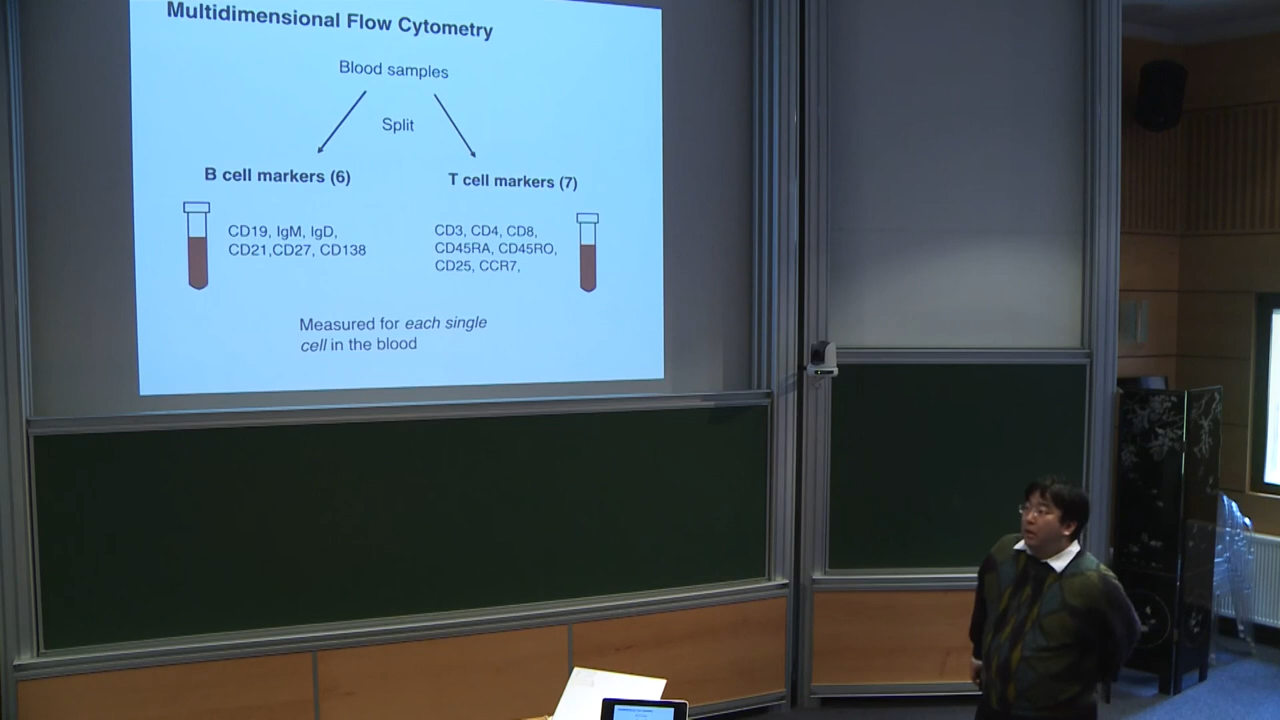 Multidimensional Flow Cytometry
Blood samples
Split
B cell markers (6)
T cell markers (7)
CD19, IgM, IgD,
CD21,CD27, CD138
CD3, CD4, CD8,
CD45RA, CD45RO,
CD25, CCR7,
Measured for each single
cell in the blood